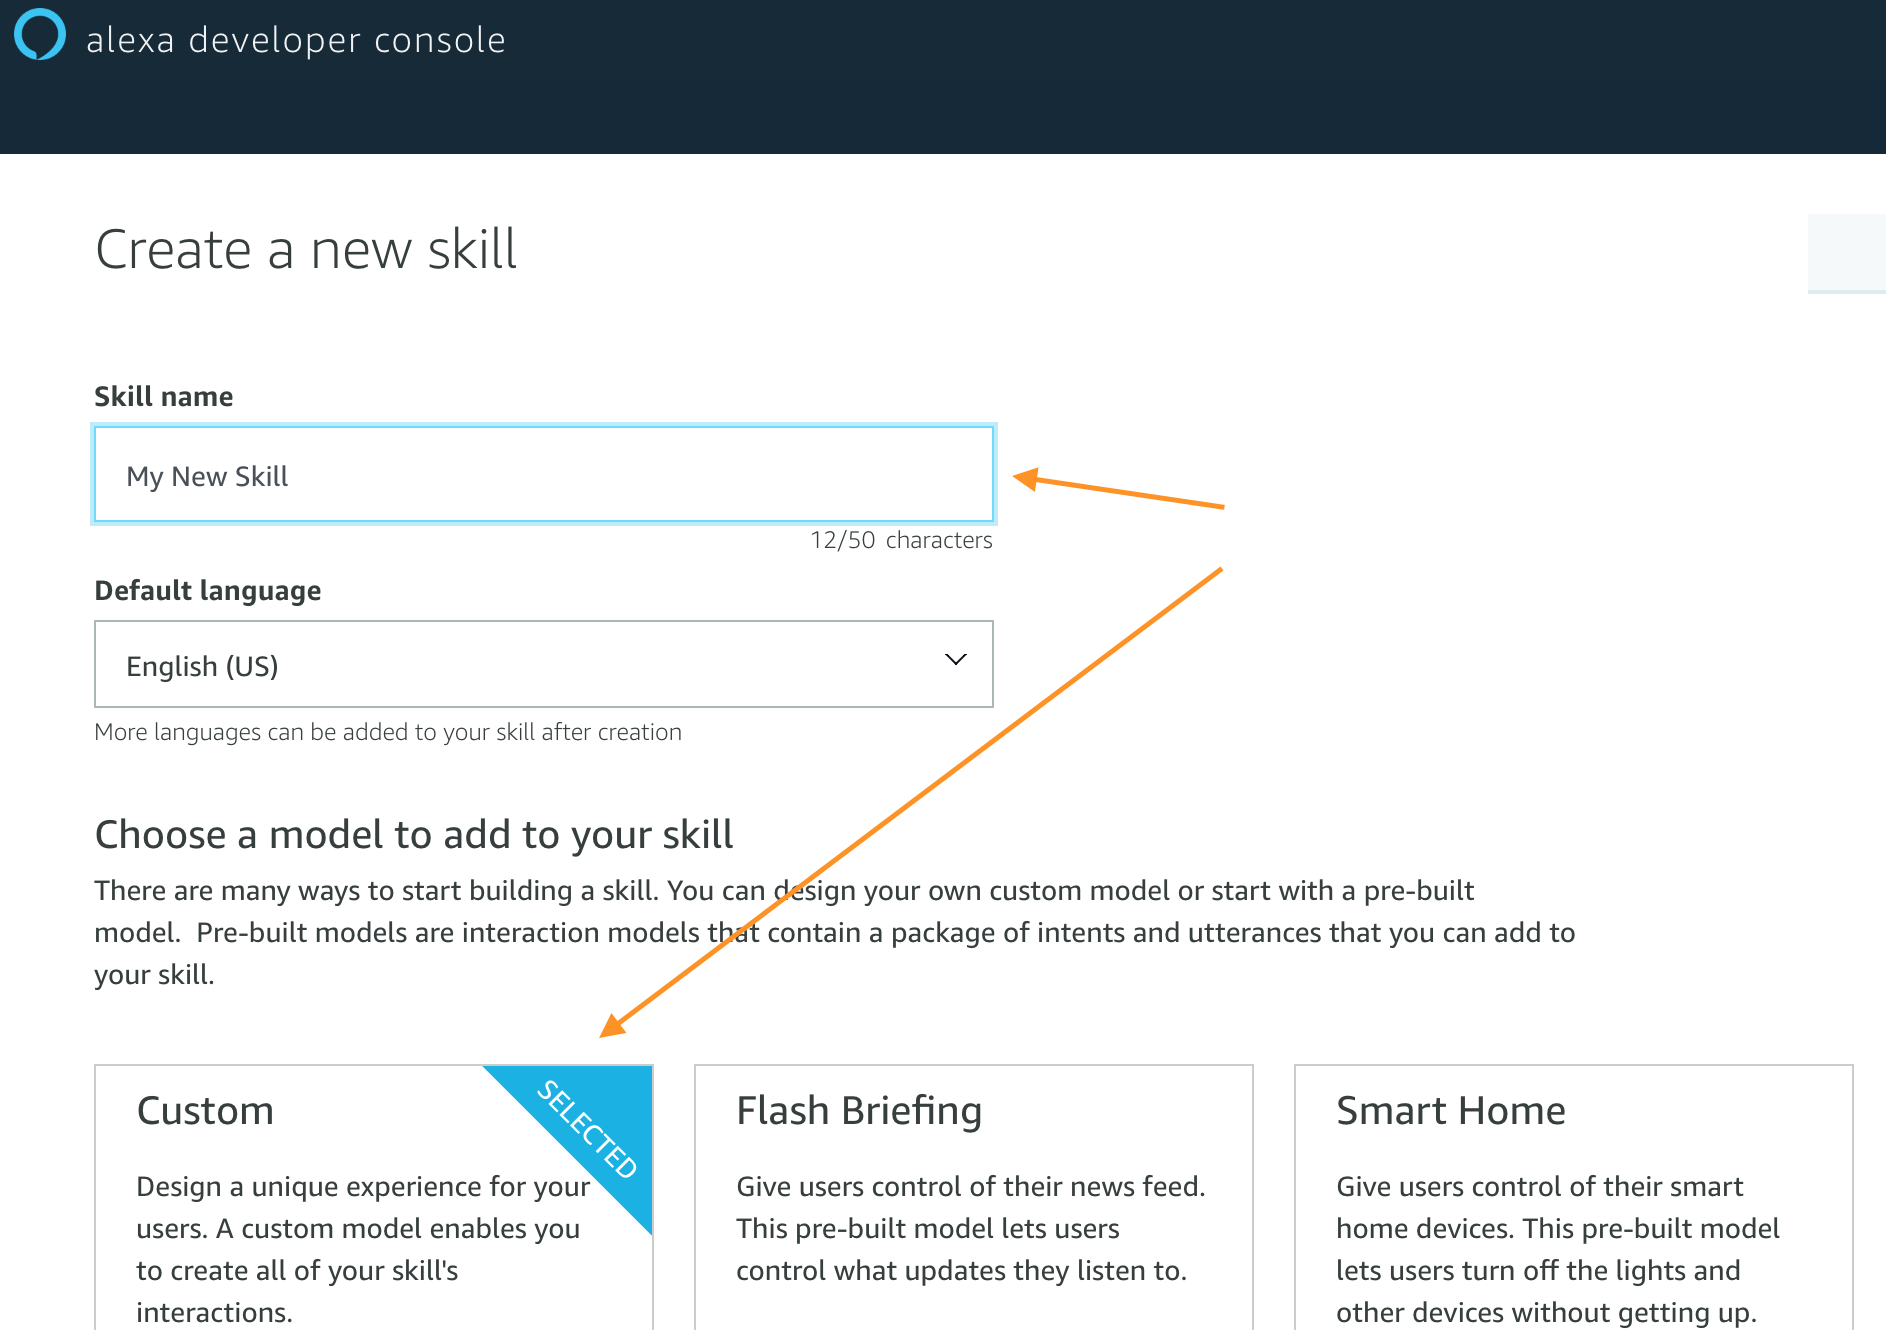 alexa developer console
Create a new skill
Skill name
My New Skill
12/50 characters
Default language
English (US)
More languages can be added to your skill after creation
Choose a model to add to your skill
There are many ways to start building a skill. You can design your own custom model or start with a pre-built
model.  Pre-built models are interaction models that contain a package of intents and utterances that you can add to
your skill.
Custom
SELECTED
Design a unique experience for your
users. A custom model enables you
to create all of your skill's
interactions.
Flash Briefing
Give users control of their news feed.
This pre-built model lets users
control what updates they listen to.
Smart Home
Give users control of their smart
home devices. This pre-built model
lets users turn off the lights and
other devices without getting up.